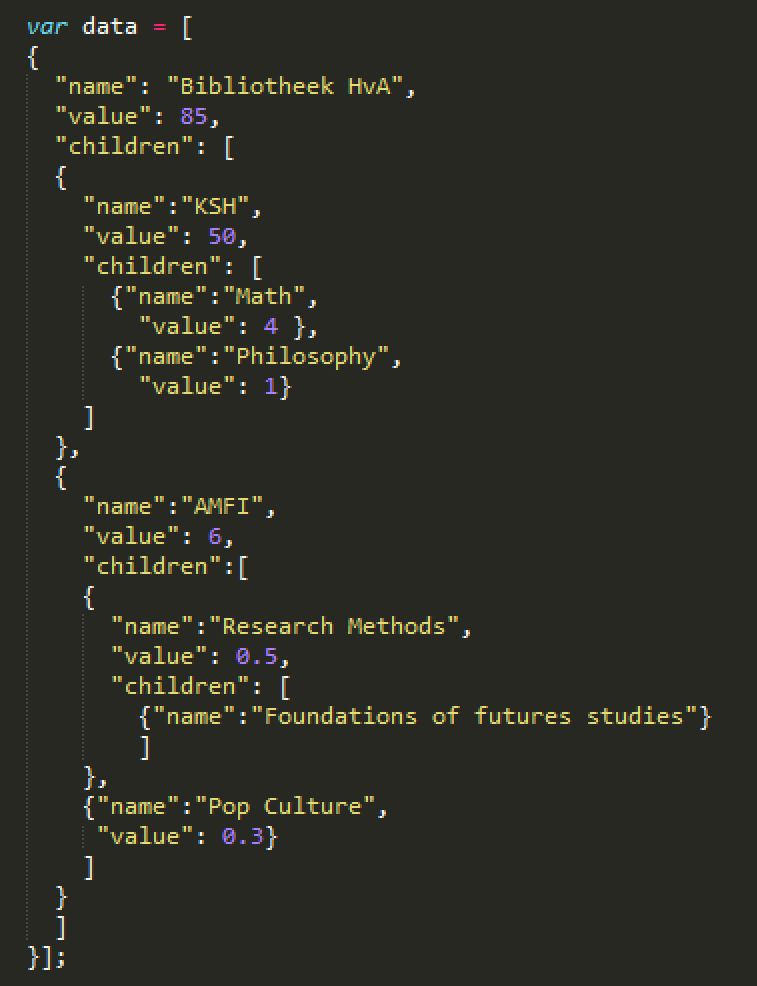 var data = [
{
  "name": "Bibliotheek HvA",
  "value": 85,
  "children": [
  {
    "name":"KSH",
    "value": 50,
    "children": [
      {"name":"Math",
        "value": 4 },
      {"name":"Philosophy",
        "value": 1}
    ]
  },
  {
    "name":"AMFI",
    "value": 6,
    "children":[
    {
      "name":"Research Methods",
      "value": 0.5,
      "children": [
        {"name":"Foundations of futures studies"}
        ]
    },
    {"name":"Pop Culture",
     "value": 0.3}
    ]
  }
  ]
}];